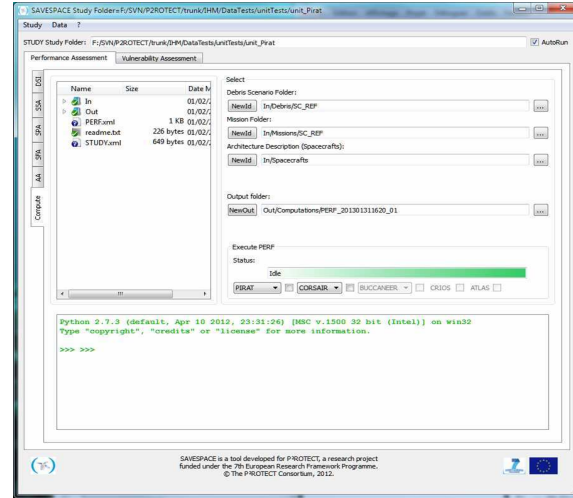 SAVESPACE Study Folder=F:/SVN/P2ROTECT/trunk/IHM/DataTests/unitTests/unit_Pirat
Study Data ?
STUDY Study Folder: F:/SVN/P2ROTECT/trunk/IHM/DataTests/unitTests/unit_Pirat AutoRun
Performance Assessment Vulnerability Assessment
DSI
SSA
SPA
SFA
AA
Compute
Name Size Date M
In 01/02/2
Out 01/02/2
PERF.xml 1 KB 01/02/2
readme.txt 226 bytes 01/02/2
STUDY.xml 649 bytes 01/02/2
Select
Debris Scenario Folder:
NewId In/Debris/SC_REF ...
Mission Folder:
NewId In/Missions/SC_REF ...
Architecture Description (Spacecrafts):
NewId In/Spacecrafts ...
Output folder:
NewOut Out/Computations/PERF_201301311620_01 ...
Execute PERF
Status:
Idle
PIRAT CORSAIR BUCCANEER CRIOS ATLAS
Python 2.7.3 (default, Apr 10 2012, 23:31:26) [MSC v.1500 32 bit (Intel)] on win32
Type "copyright", "credits" or "license" for more information.
>>> >>>
SAVESPACE is a tool developed for P²ROTECT, a research project
funded under the 7th European Research Framework Programme.
© The P²ROTECT Consortium, 2012.